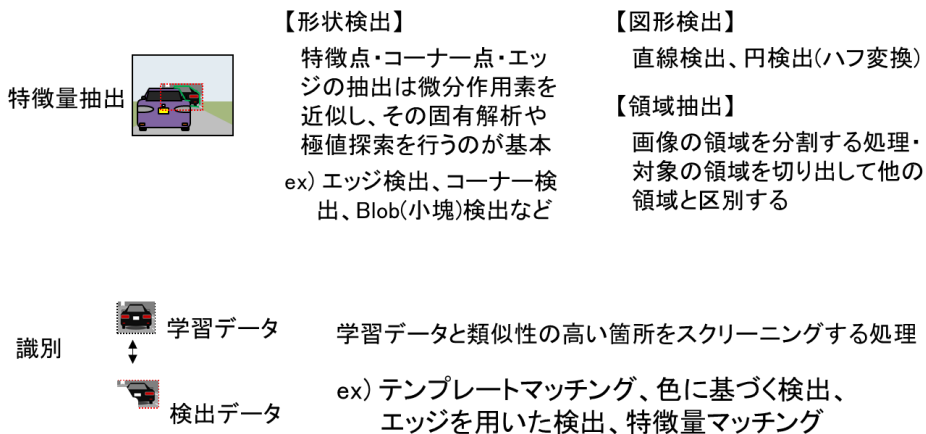 特徴量抽出
【形状検出】
特徴点・コーナー点・エッ
ジの抽出は微分作用素を
近似し、その固有解析や
極値探索を行うのが基本
ex) エッジ検出、コーナー検
出、Blob(小塊)検出など
【図形検出】
直線検出、円検出(ハフ変換)
【領域抽出】
画像の領域を分割する処理・
対象の領域を切り出して他の
領域と区別する
識別
学習データ
検出データ
学習データと類似性の高い箇所をスクリーニングする処理
ex) テンプレートマッチング、色に基づく検出、
エッジを用いた検出、特徴量マッチング